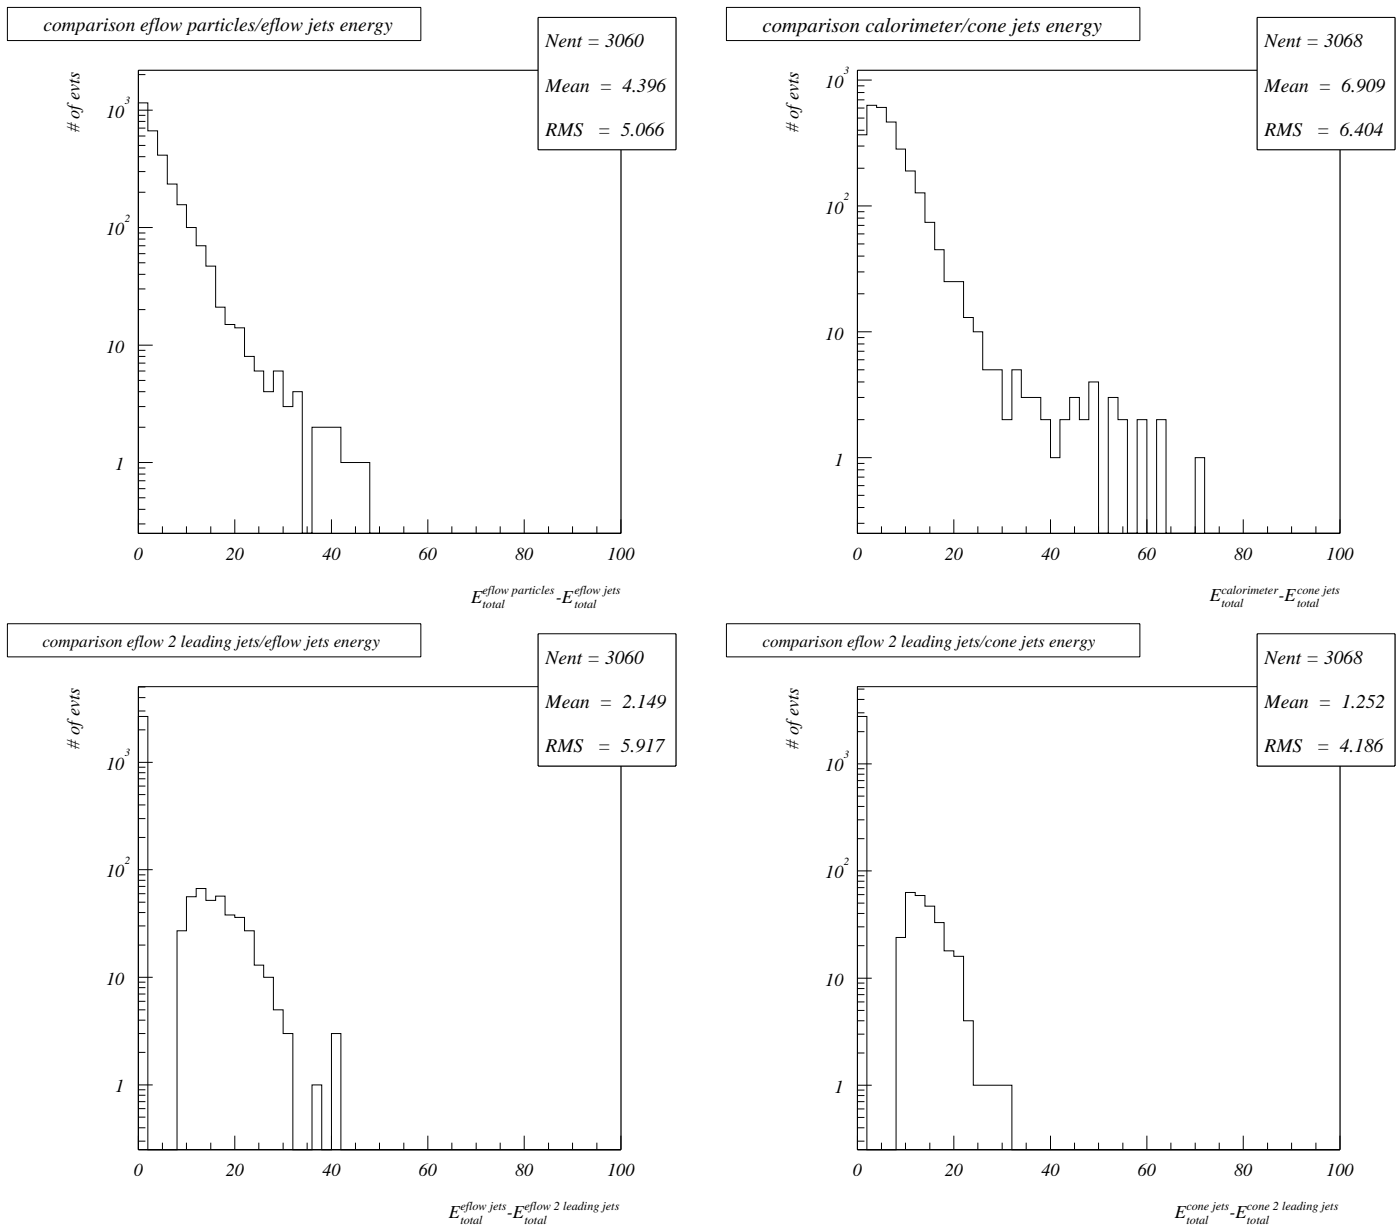 comparison eflow particles/eflow jets energy
Nent = 3060
Mean = 4.396
RMS = 5.066
# of evts
10^3
10^2
10
1
0 20 40 60 80 100
E_total^eflow particles-E_total^eflow jets
comparison calorimeter/cone jets energy
Nent = 3068
Mean = 6.909
RMS = 6.404
# of evts
10^3
10^2
10
1
0 20 40 60 80 100
E_total^calorimeter-E_total^cone jets
comparison eflow 2 leading jets/eflow jets energy
Nent = 3060
Mean = 2.149
RMS = 5.917
# of evts
10^3
10^2
10
1
0 20 40 60 80 100
E_total^eflow jets-E_total^eflow 2 leading jets
comparison eflow 2 leading jets/cone jets energy
Nent = 3068
Mean = 1.252
RMS = 4.186
# of evts
10^3
10^2
10
1
0 20 40 60 80 100
E_total^cone jets-E_total^cone 2 leading jets